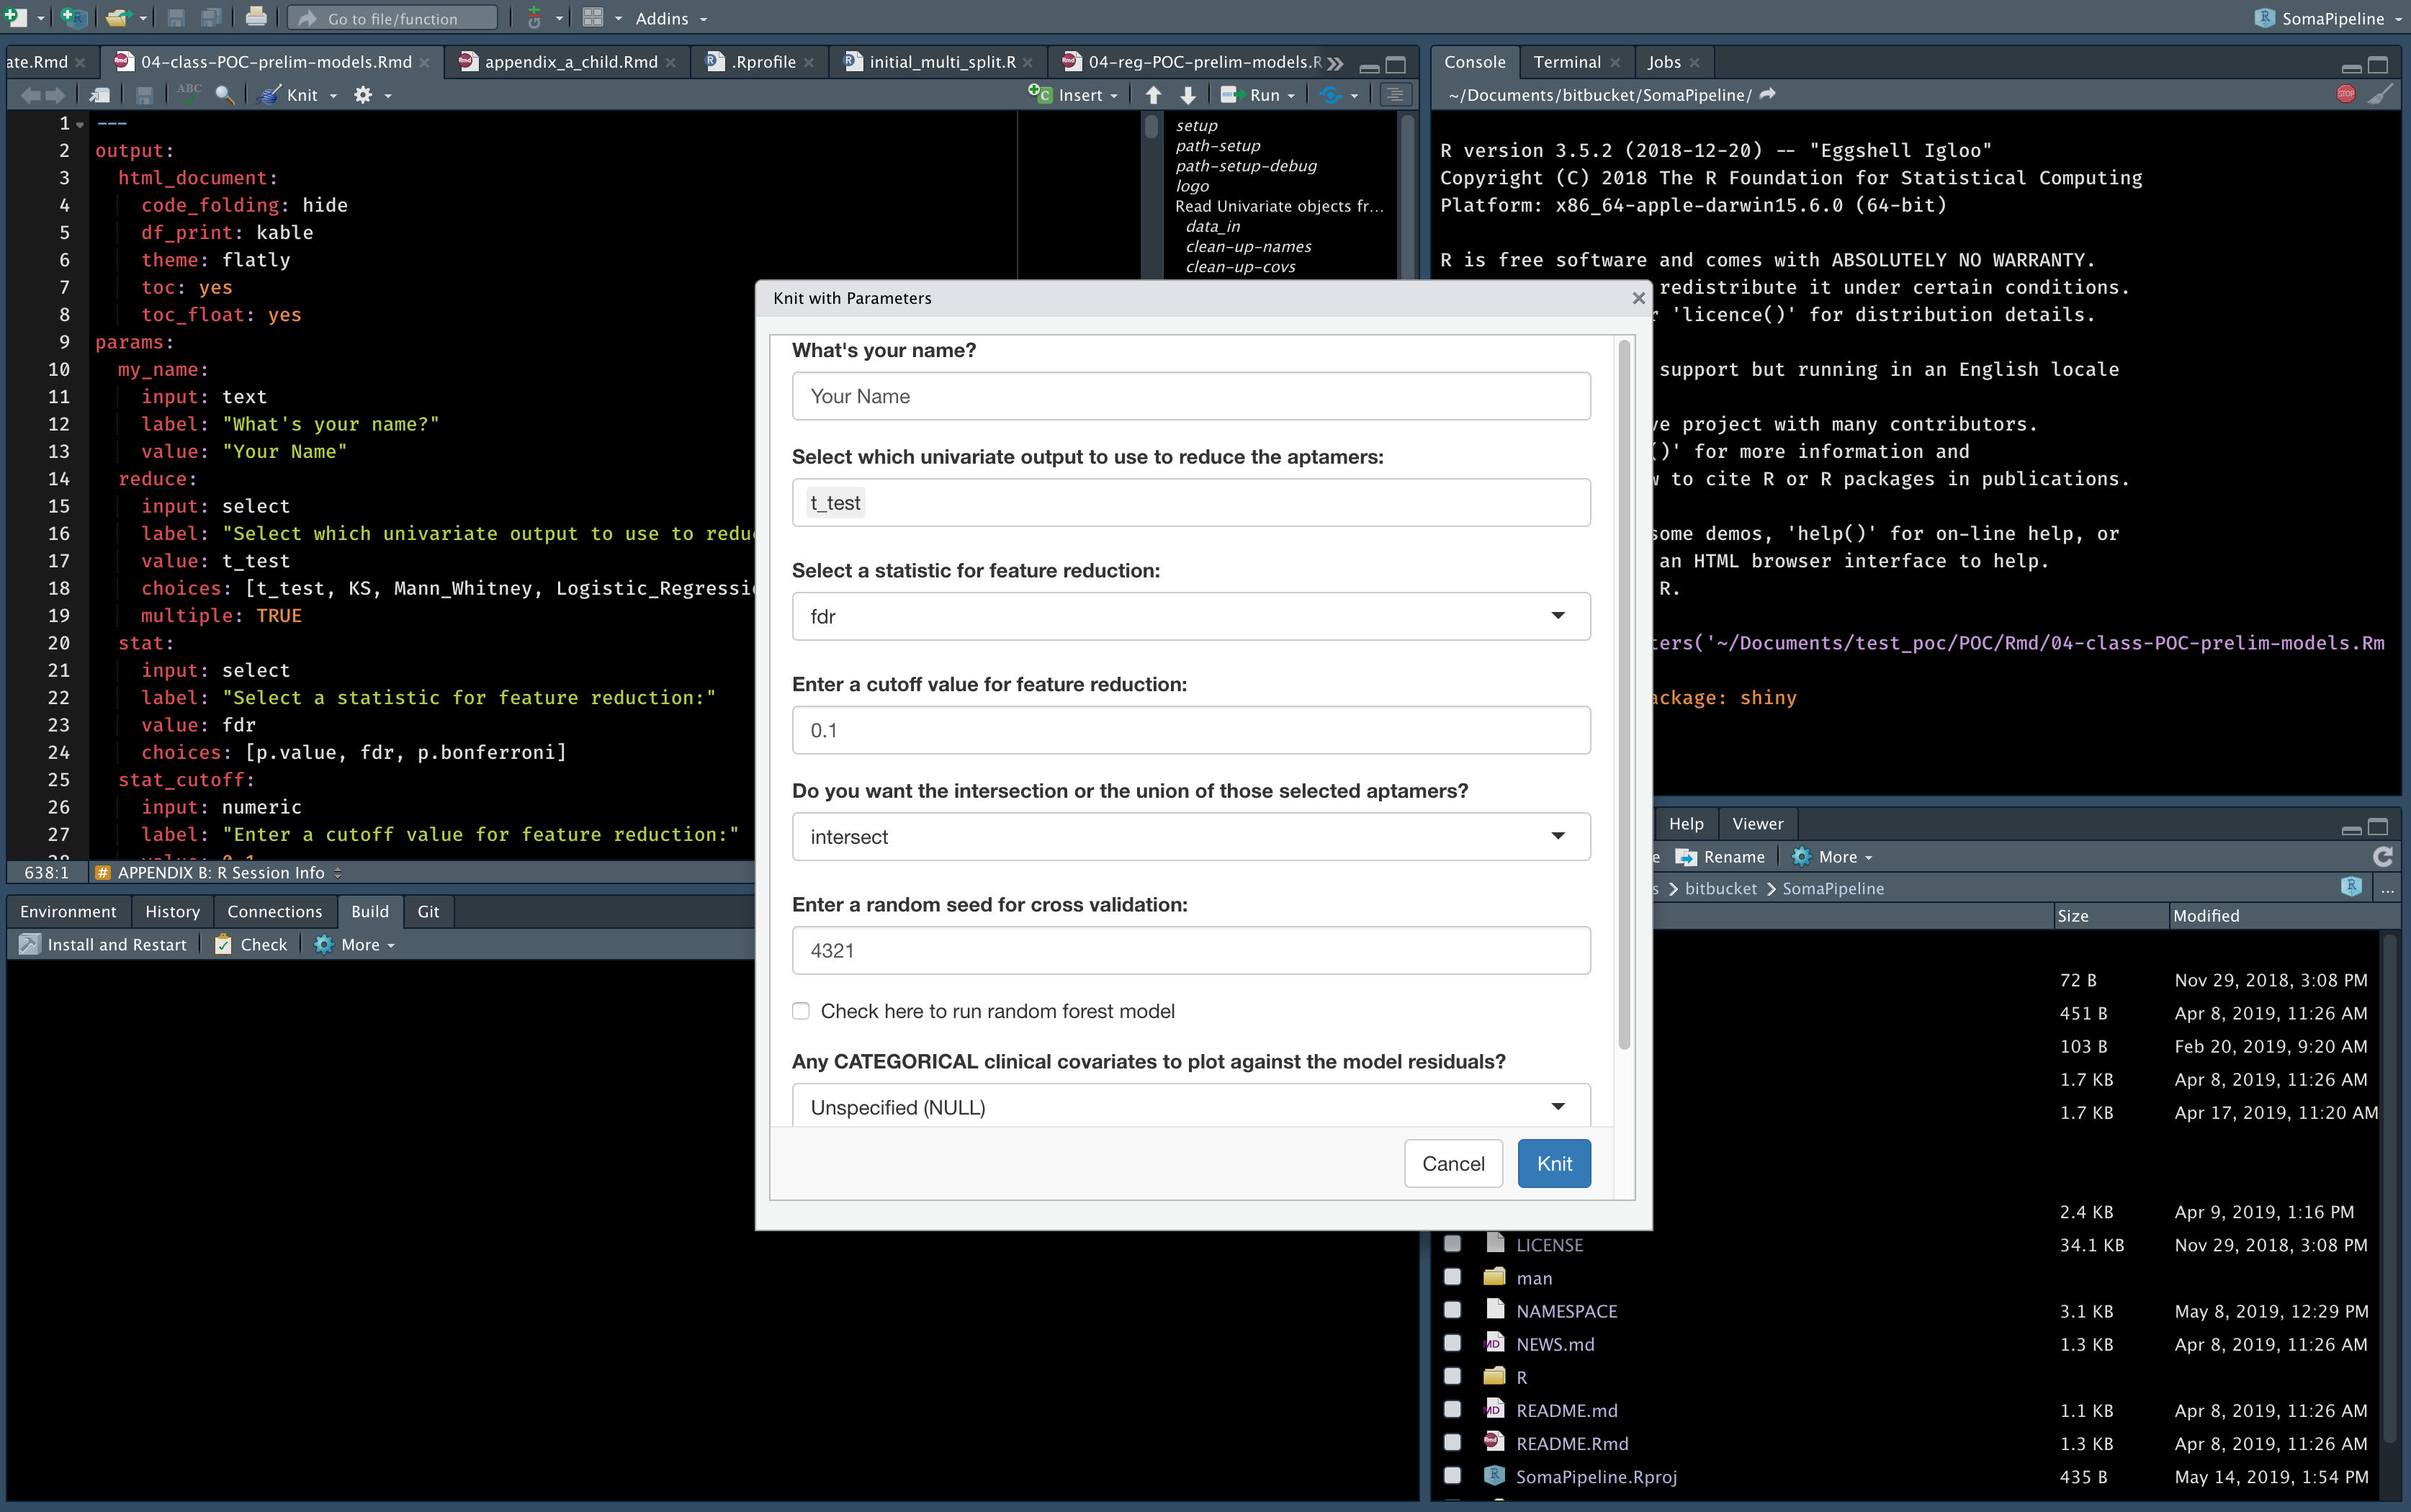 Go to file/function
Addins
SomaPipeline
ate.Rmd
04-class-POC-prelim-models.Rmd
appendix_a_child.Rmd
.Rprofile
initial_multi_split.R
04-reg-POC-prelim-models.R
ABC
Knit
Insert
Run
1 ---
2 output:
3 html_document:
4 code_folding: hide
5 df_print: kable
6 theme: flatly
7 toc: yes
8 toc_float: yes
9 params:
10 my_name:
11 input: text
12 label: "What's your name?"
13 value: "Your Name"
14 reduce:
15 input: select
16 label: "Select which univariate output to use to redu
17 value: t_test
18 choices: [t_test, KS, Mann_Whitney, Logistic_Regressi
19 multiple: TRUE
20 stat:
21 input: select
22 label: "Select a statistic for feature reduction:"
23 value: fdr
24 choices: [p.value, fdr, p.bonferroni]
25 stat_cutoff:
26 input: numeric
27 label: "Enter a cutoff value for feature reduction:"
638:1
# APPENDIX B: R Session Info
setup
path-setup
path-setup-debug
logo
Read Univariate objects fr...
data_in
clean-up-names
clean-up-covs
Environment
History
Connections
Build
Git
Install and Restart
Check
More
Console
Terminal
Jobs
~/Documents/bitbucket/SomaPipeline/
STOP
R version 3.5.2 (2018-12-20) -- "Eggshell Igloo"
Copyright (C) 2018 The R Foundation for Statistical Computing
Platform: x86_64-apple-darwin15.6.0 (64-bit)
R is free software and comes with ABSOLUTELY NO WARRANTY.
redistribute it under certain conditions.
'licence()' for distribution details.
support but running in an English locale
ve project with many contributors.
()' for more information and
to cite R or R packages in publications.
some demos, 'help()' for on-line help, or
an HTML browser interface to help.
R.
ters('~/Documents/test_poc/POC/Rmd/04-class-POC-prelim-models.Rm
ackage: shiny
Knit with Parameters
What's your name?
Your Name
Select which univariate output to use to reduce the aptamers:
t_test
Select a statistic for feature reduction:
fdr
Enter a cutoff value for feature reduction:
0.1
Do you want the intersection or the union of those selected aptamers?
intersect
Enter a random seed for cross validation:
4321
Check here to run random forest model
Any CATEGORICAL clinical covariates to plot against the model residuals?
Unspecified (NULL)
Cancel
Knit
Help
Viewer
e
Rename
More
s
bitbucket
SomaPipeline
...
Size
Modified
72 B Nov 29, 2018, 3:08 PM
451 B Apr 8, 2019, 11:26 AM
103 B Feb 20, 2019, 9:20 AM
1.7 KB Apr 8, 2019, 11:26 AM
1.7 KB Apr 17, 2019, 11:20 AM
2.4 KB Apr 9, 2019, 1:16 PM
LICENSE 34.1 KB Nov 29, 2018, 3:08 PM
man
NAMESPACE 3.1 KB May 8, 2019, 12:29 PM
NEWS.md 1.3 KB Apr 8, 2019, 11:26 AM
R
README.md 1.1 KB Apr 8, 2019, 11:26 AM
README.Rmd 1.3 KB Apr 8, 2019, 11:26 AM
SomaPipeline.Rproj 435 B May 14, 2019, 1:54 PM